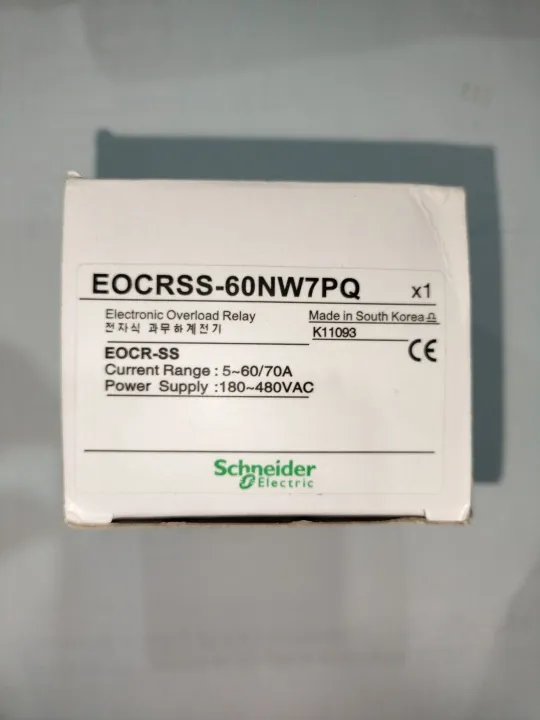 EOCRSS-60NW7PQ x1
Electronic Overload Relay Made in South Korea
전자식 과무하계전기 K11093
EOCR-SS CE
Current Range : 5~60/70A
Power Supply :180~480VAC
Schneider
Electric